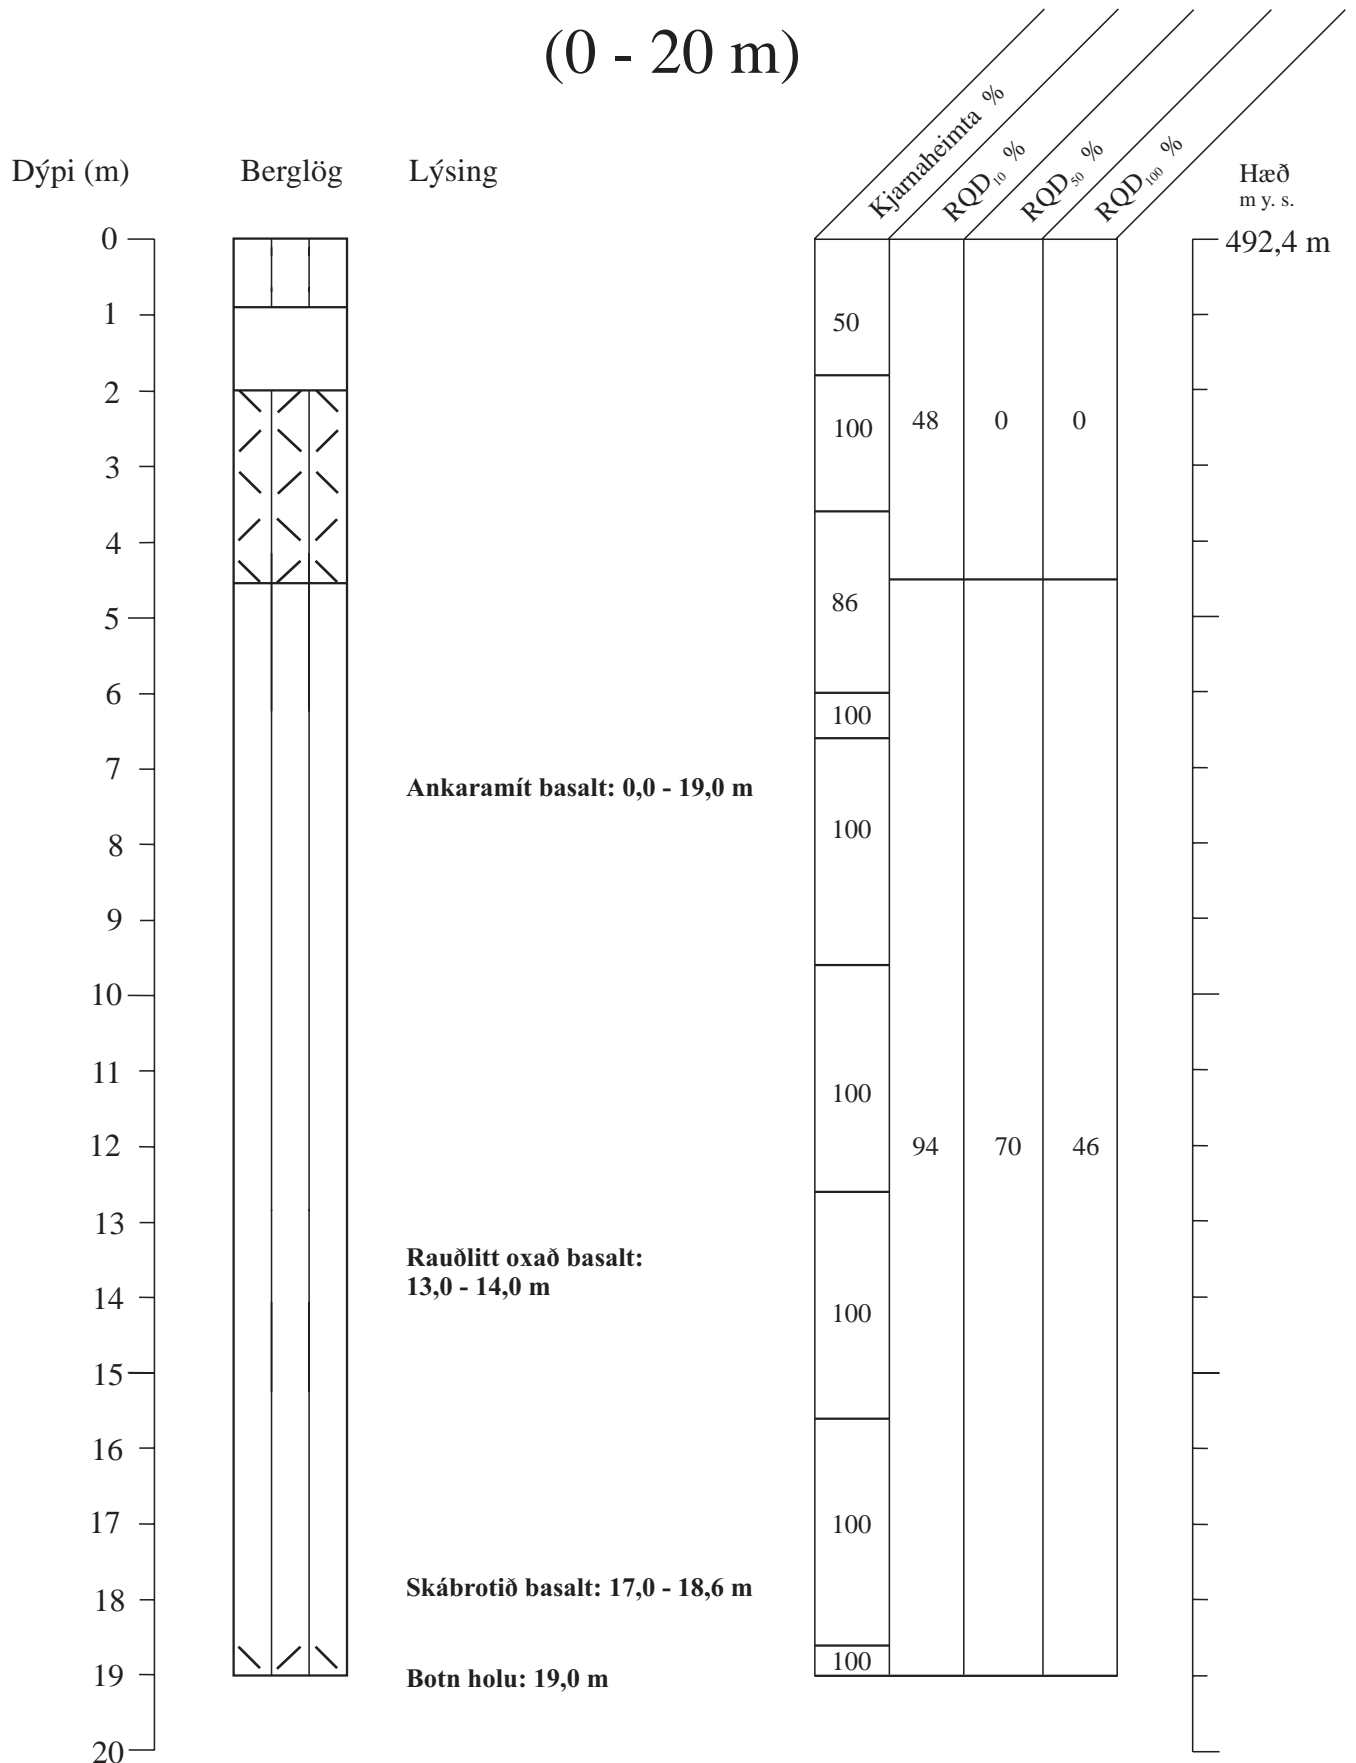 (0 - 20 m)
Dýpi (m)
Berglög
Lýsing
Kjarnaheimta %
RQD10 %
RQD50 %
RQD100 %
Hæð
m y. s.
492,4 m
0
1
2
3
4
5
6
7
8
9
10
11
12
13
14
15
16
17
18
19
20
Ankaramít basalt: 0,0 - 19,0 m
Rauðlitt oxað basalt:
13,0 - 14,0 m
Skábrotið basalt: 17,0 - 18,6 m
Botn holu: 19,0 m
50
100
86
100
100
100
100
100
100
48
0
0
94
70
46